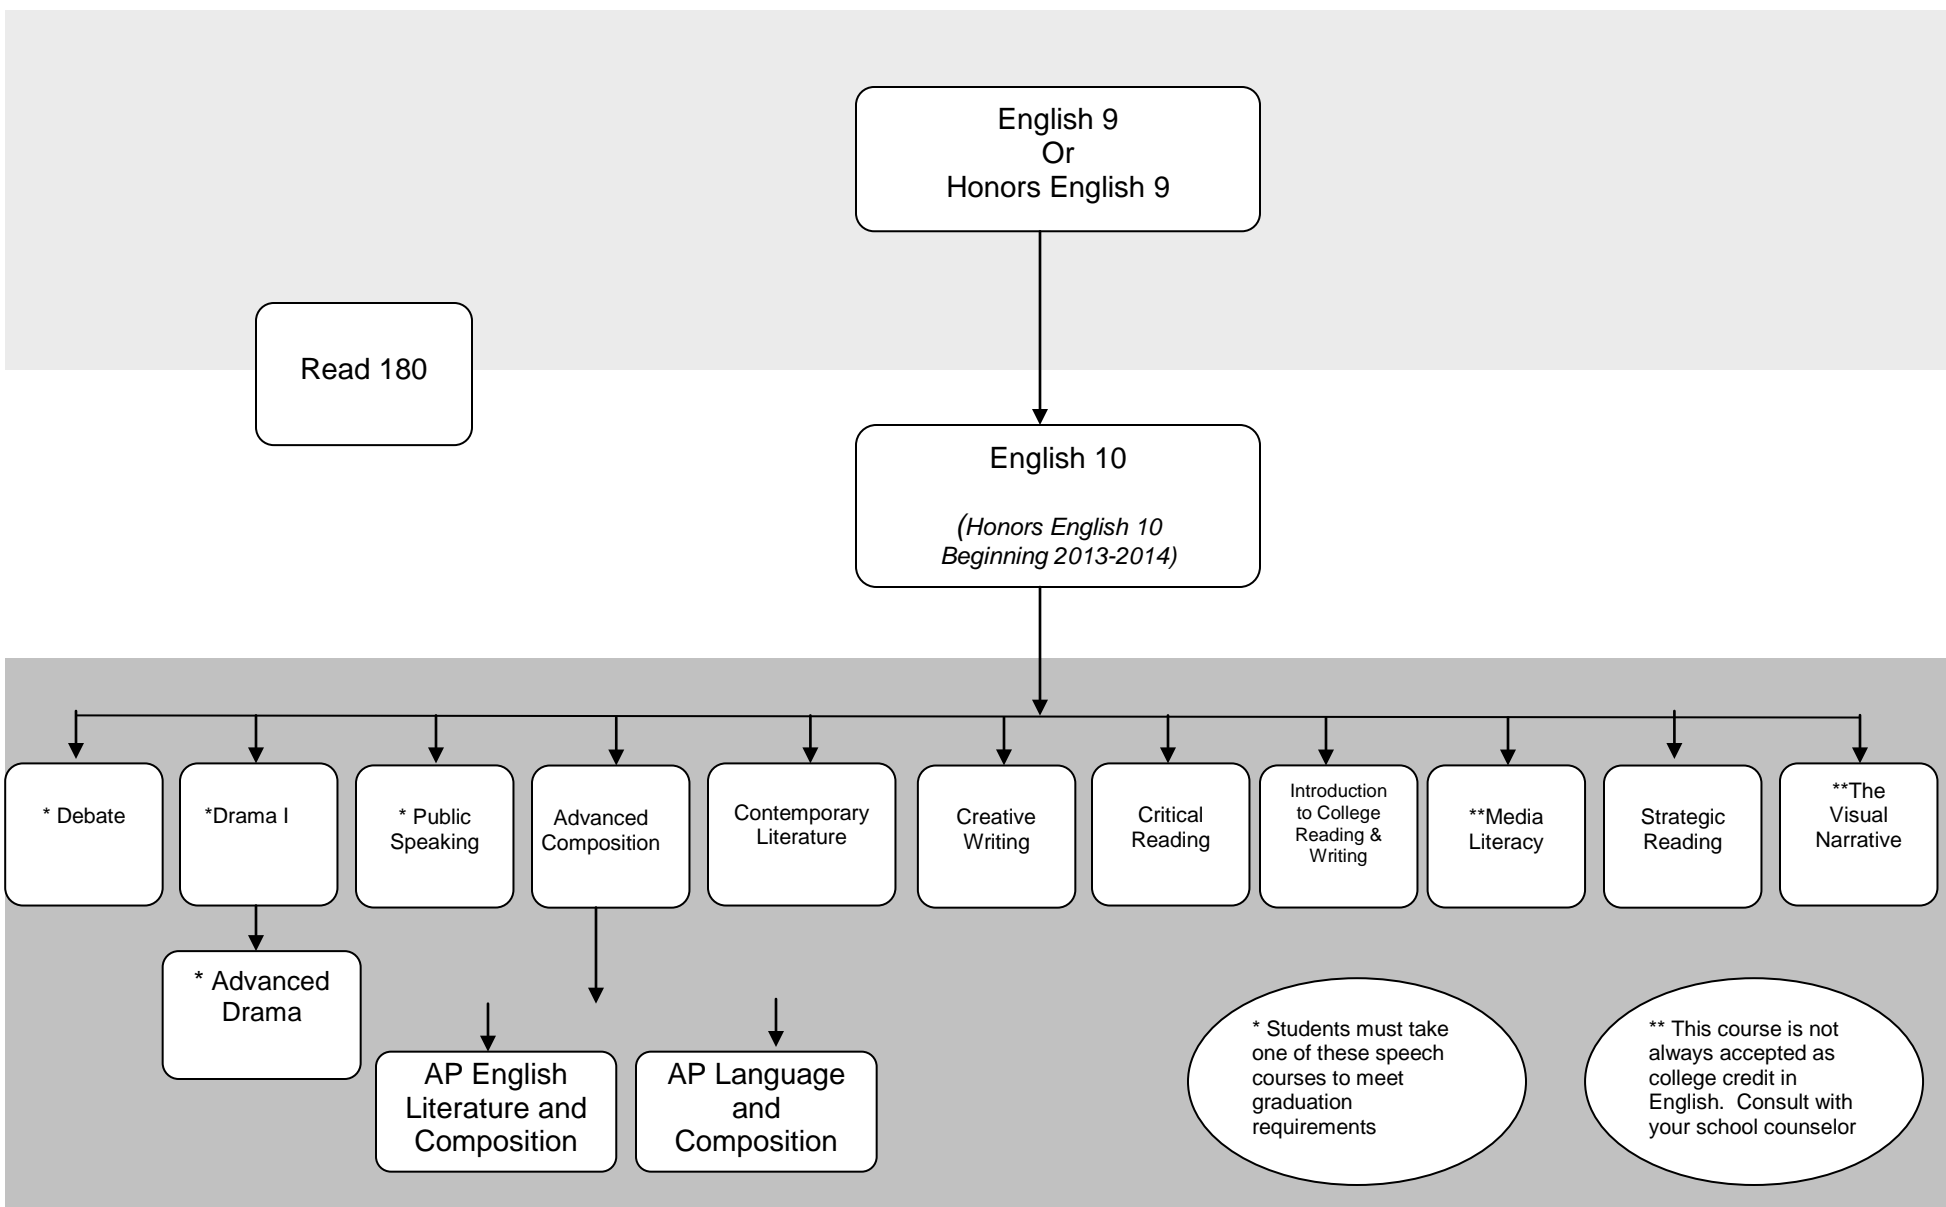 English 9
Or
Honors English 9
Read 180
English 10
(Honors English 10
Beginning 2013-2014)
* Debate
*Drama I
* Public
Speaking
Advanced
Composition
Contemporary
Literature
Creative
Writing
Critical
Reading
Introduction
to College
Reading &
Writing
**Media
Literacy
Strategic
Reading
**The
Visual
Narrative
* Advanced
Drama
AP English
Literature and
Composition
AP Language
and
Composition
* Students must take
one of these speech
courses to meet
graduation
requirements
** This course is not
always accepted as
college credit in
English.  Consult with
your school counselor